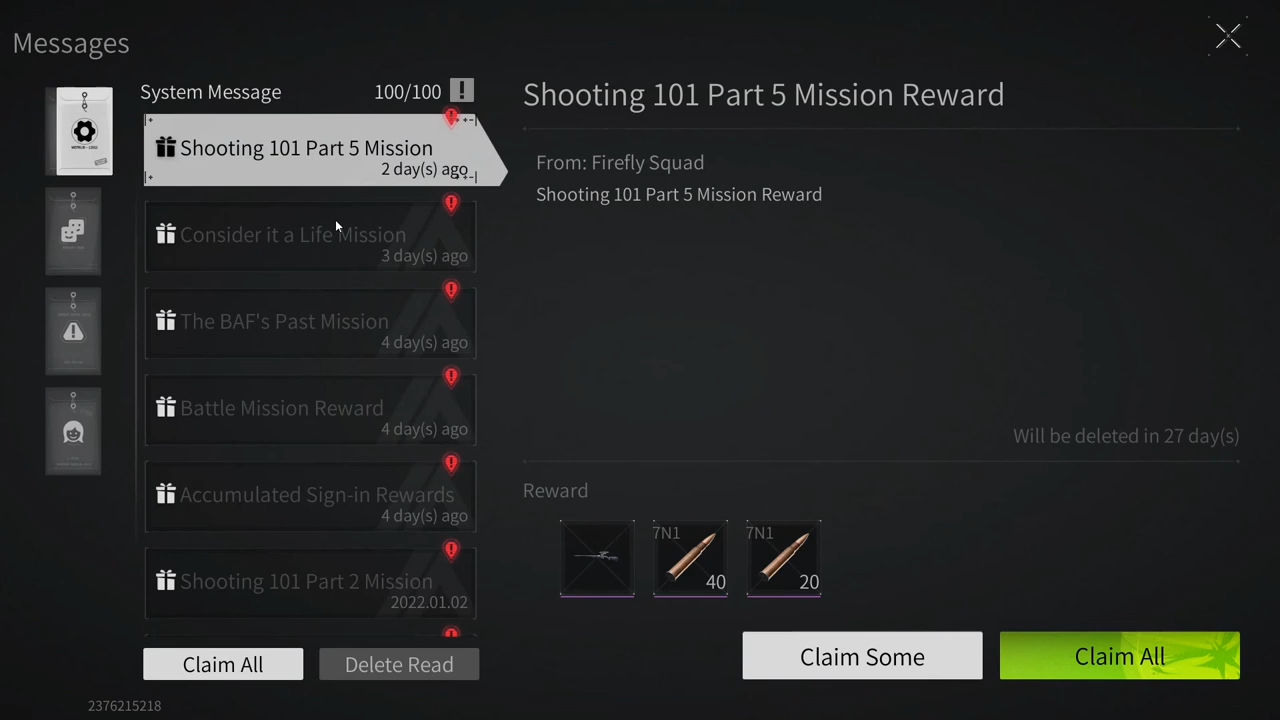 Messages
System Message 100/100
Shooting 101 Part 5 Mission
2 day(s) ago
Consider it a Life Mission
3 day(s) ago
The BAF's Past Mission
4 day(s) ago
Battle Mission Reward
4 day(s) ago
Accumulated Sign-in Rewards
4 day(s) ago
Shooting 101 Part 2 Mission
2022.01.02
Claim All
Delete Read
2376215218
Shooting 101 Part 5 Mission Reward
From: Firefly Squad
Shooting 101 Part 5 Mission Reward
Will be deleted in 27 day(s)
Reward
7N1
40
7N1
20
Claim Some
Claim All